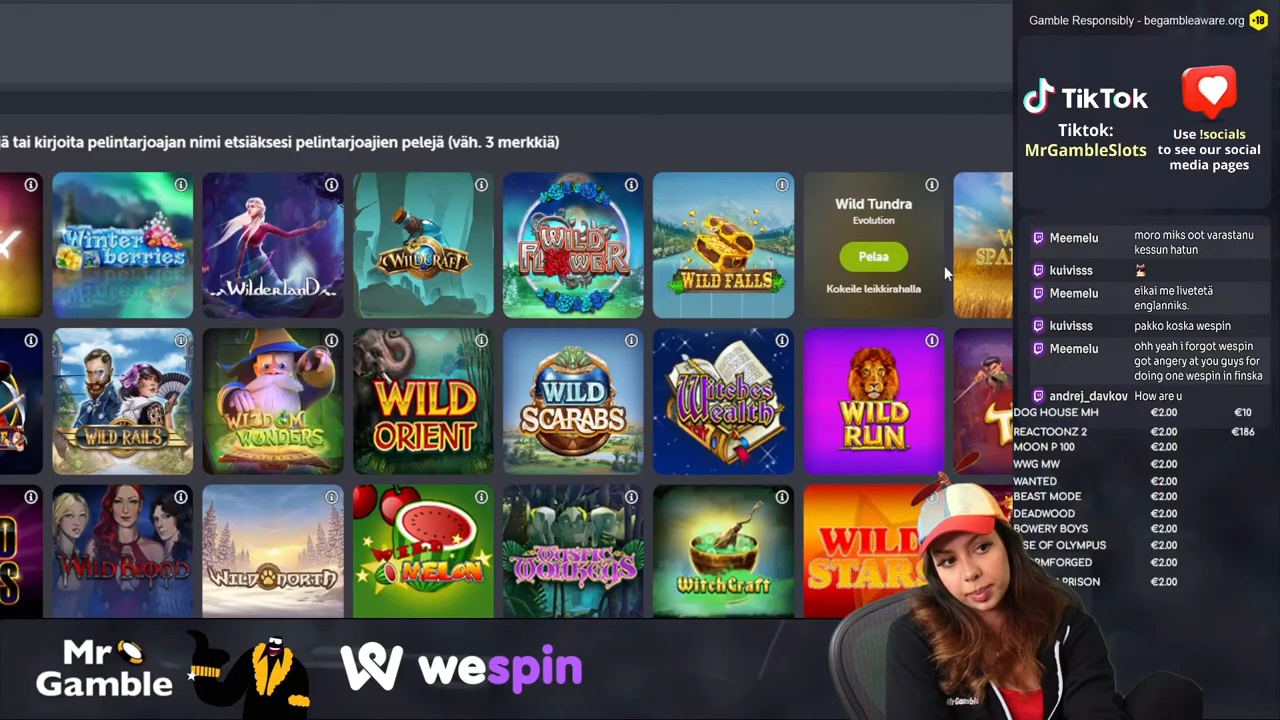 Gamble Responsibly - begambleaware.org +18
TikTok
Tiktok:
MrGambleSlots
Use !socials
to see our social
media pages
tai kirjoita pelintarjoajan nimi etsiäksesi pelintarjoajien pelejä (väh. 3 merkkiä)
Winter
berries
WilderlanD
WILDCRAFT
WILD
FLOWER
WILD FALLS
Wild Tundra
Evolution
Pelaa
Kokeile leikkirahalla
WILD RAILS
WIZDOM
WONDERS
WILD
ORIENT
WILD
SCARABS
Witches
Wealth
WILD
RUN
WILD BLOOD
WILD NORTH
WILD
MELON
MYSTIC
MONKEYS
WitchCraft
WILD
STARS
Meemelu moro miks oot varastanu
kessun hatun
kuivisss
Meemelu eikai me livetetä
englanniks.
kuivisss pakko koska wespin
Meemelu ohh yeah i forgot wespin
got angery at you guys for
doing one wespin in finska
andrej_davkov How are u
DOG HOUSE MH €2.00 €10
REACTOONZ 2 €2.00 €186
MOON P 100 €2.00
WWG MW €2.00
WANTED €2.00
BEAST MODE €2.00
DEADWOOD €2.00
BOWERY BOYS €2.00
OF OLYMPUS €2.00
€2.00
PRISON €2.00
Mr
Gamble
wespin
MrGamble